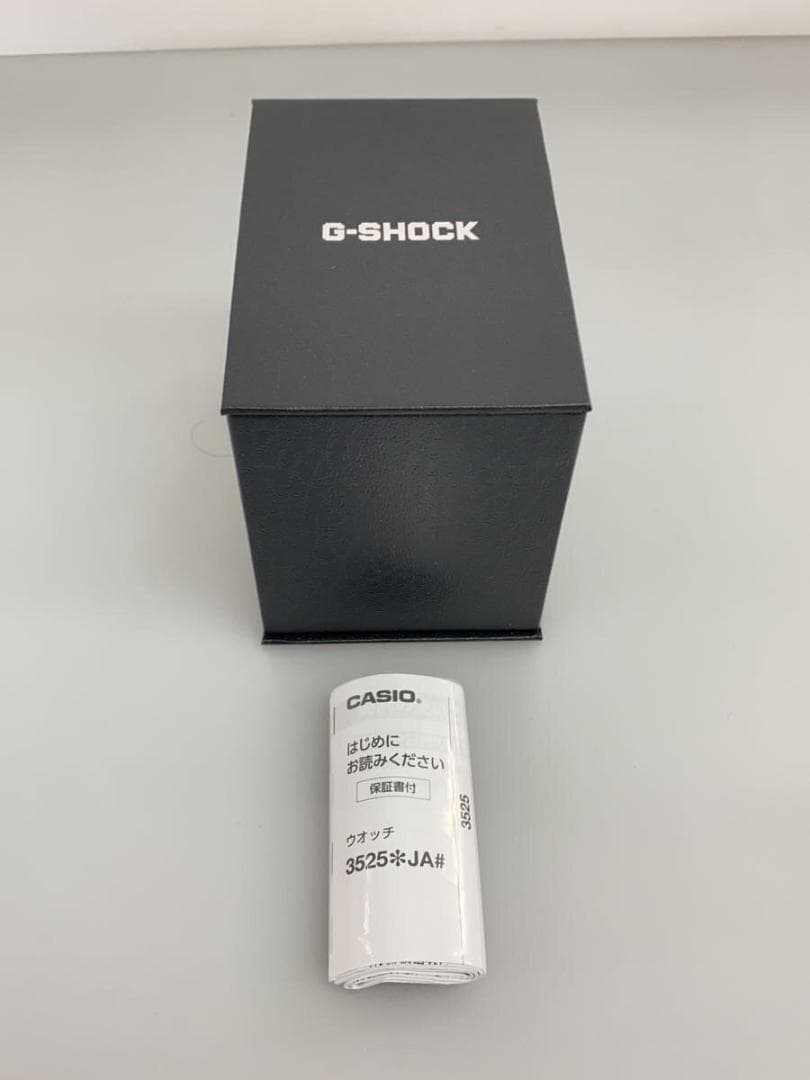 G-SHOCK
CASIO®
はじめに
お読みください
保証書付
ウオッチ
3525✽JA#
3525